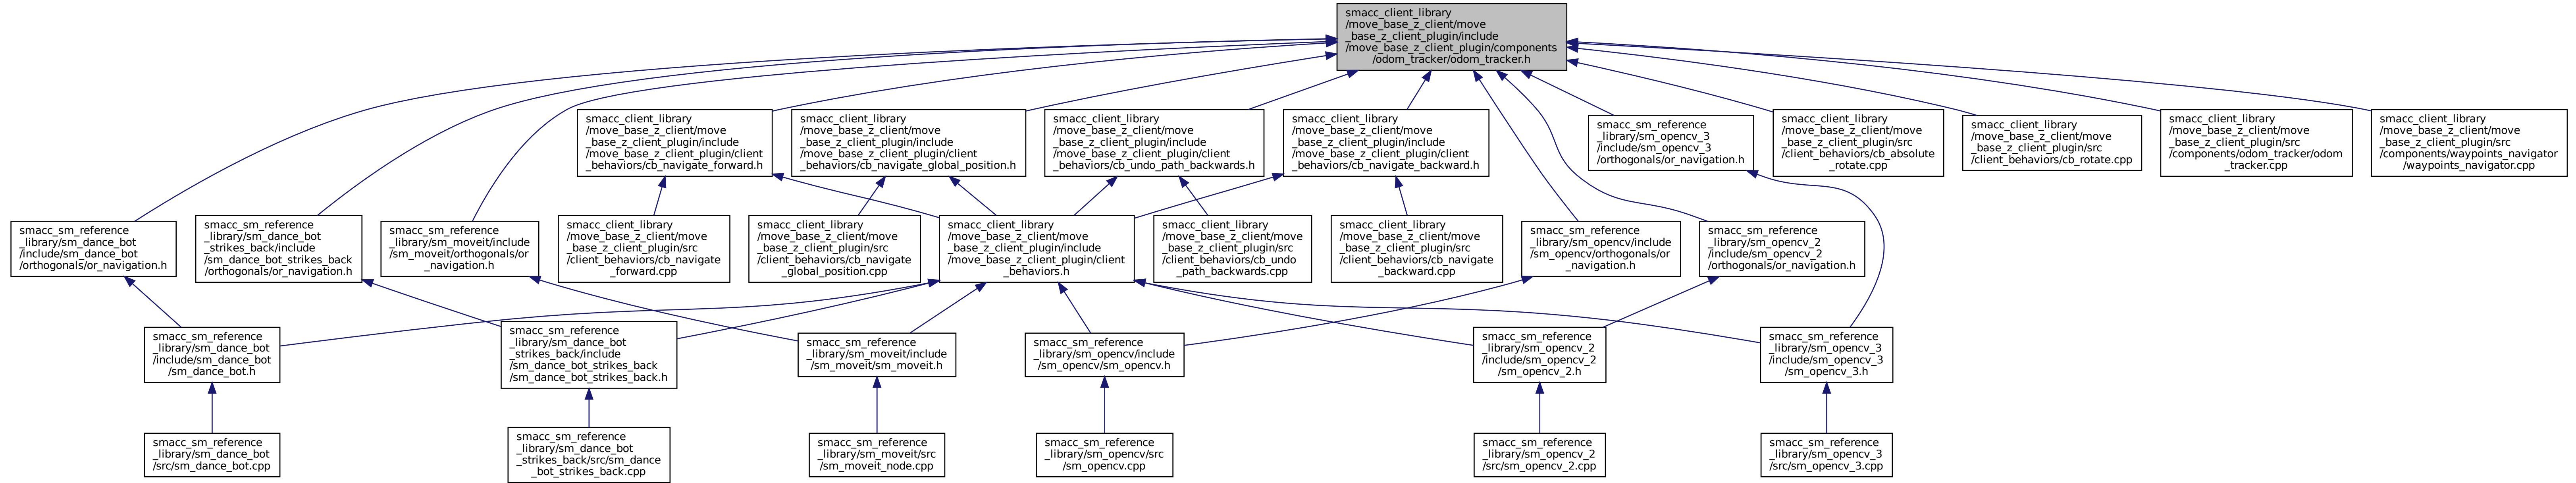 smacc_client_library
/move_base_z_client/move
_base_z_client_plugin/include
/move_base_z_client_plugin/components
/odom_tracker/odom_tracker.h
smacc_client_library
/move_base_z_client/move
_base_z_client_plugin/include
/move_base_z_client_plugin/client
_behaviors/cb_navigate_forward.h
smacc_client_library
/move_base_z_client/move
_base_z_client_plugin/include
/move_base_z_client_plugin/client
_behaviors/cb_navigate_global_position.h
smacc_client_library
/move_base_z_client/move
_base_z_client_plugin/include
/move_base_z_client_plugin/client
_behaviors/cb_undo_path_backwards.h
smacc_client_library
/move_base_z_client/move
_base_z_client_plugin/include
/move_base_z_client_plugin/client
_behaviors/cb_navigate_backward.h
smacc_sm_reference
_library/sm_opencv_3
/include/sm_opencv_3
/orthogonals/or_navigation.h
smacc_client_library
/move_base_z_client/move
_base_z_client_plugin/src
/client_behaviors/cb_absolute
_rotate.cpp
smacc_client_library
/move_base_z_client/move
_base_z_client_plugin/src
/client_behaviors/cb_rotate.cpp
smacc_client_library
/move_base_z_client/move
_base_z_client_plugin/src
/components/odom_tracker/odom
_tracker.cpp
smacc_client_library
/move_base_z_client/move
_base_z_client_plugin/src
/components/waypoints_navigator
/waypoints_navigator.cpp
smacc_sm_reference
_library/sm_dance_bot
/include/sm_dance_bot
/orthogonals/or_navigation.h
smacc_sm_reference
_library/sm_dance_bot
_strikes_back/include
/sm_dance_bot_strikes_back
/orthogonals/or_navigation.h
smacc_sm_reference
_library/sm_moveit/include
/sm_moveit/orthogonals/or
_navigation.h
smacc_client_library
/move_base_z_client/move
_base_z_client_plugin/src
/client_behaviors/cb_navigate
_forward.cpp
smacc_client_library
/move_base_z_client/move
_base_z_client_plugin/src
/client_behaviors/cb_navigate
_global_position.cpp
smacc_client_library
/move_base_z_client/move
_base_z_client_plugin/include
/move_base_z_client_plugin/client
_behaviors.h
smacc_client_library
/move_base_z_client/move
_base_z_client_plugin/src
/client_behaviors/cb_undo
_path_backwards.cpp
smacc_client_library
/move_base_z_client/move
_base_z_client_plugin/src
/client_behaviors/cb_navigate
_backward.cpp
smacc_sm_reference
_library/sm_opencv/include
/sm_opencv/orthogonals/or
_navigation.h
smacc_sm_reference
_library/sm_opencv_2
/include/sm_opencv_2
/orthogonals/or_navigation.h
smacc_sm_reference
_library/sm_dance_bot
/include/sm_dance_bot
/sm_dance_bot.h
smacc_sm_reference
_library/sm_dance_bot
_strikes_back/include
/sm_dance_bot_strikes_back
/sm_dance_bot_strikes_back.h
smacc_sm_reference
_library/sm_moveit/include
/sm_moveit/sm_moveit.h
smacc_sm_reference
_library/sm_opencv/include
/sm_opencv/sm_opencv.h
smacc_sm_reference
_library/sm_opencv_2
/include/sm_opencv_2
/sm_opencv_2.h
smacc_sm_reference
_library/sm_opencv_3
/include/sm_opencv_3
/sm_opencv_3.h
smacc_sm_reference
_library/sm_dance_bot
/src/sm_dance_bot.cpp
smacc_sm_reference
_library/sm_dance_bot
_strikes_back/src/sm_dance
_bot_strikes_back.cpp
smacc_sm_reference
_library/sm_moveit/src
/sm_moveit_node.cpp
smacc_sm_reference
_library/sm_opencv/src
/sm_opencv.cpp
smacc_sm_reference
_library/sm_opencv_2
/src/sm_opencv_2.cpp
smacc_sm_reference
_library/sm_opencv_3
/src/sm_opencv_3.cpp